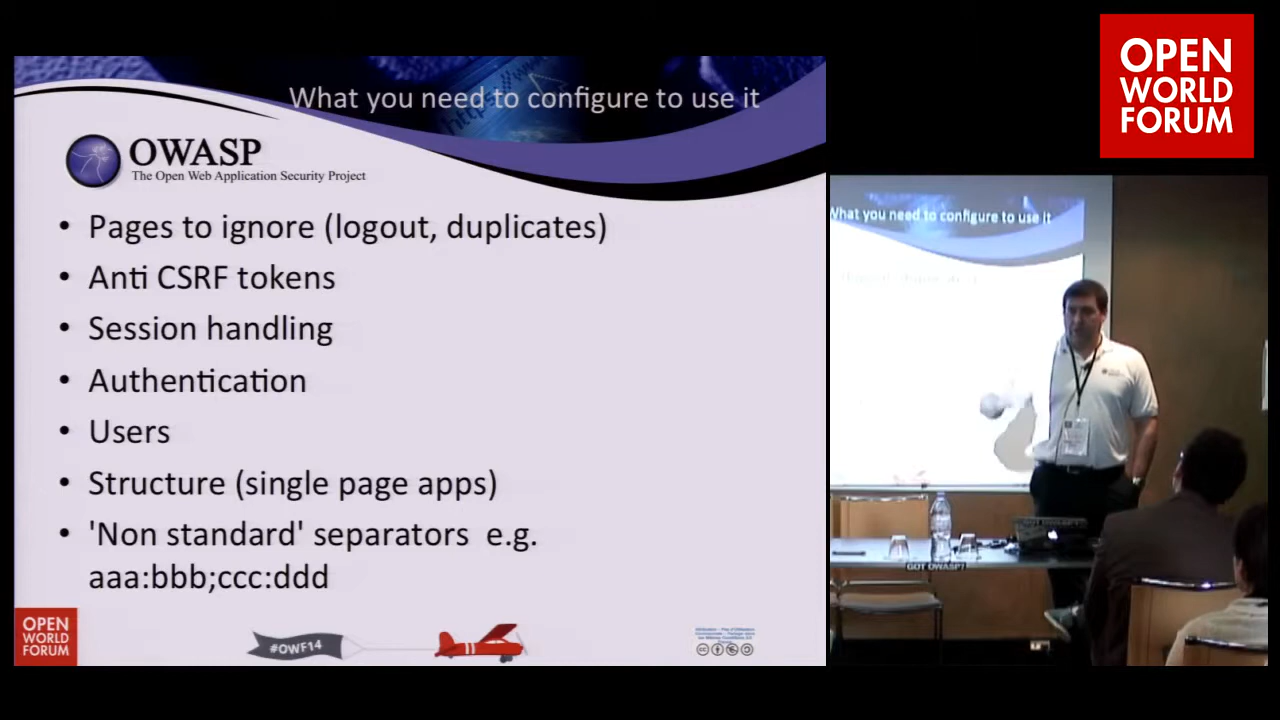 What you need to configure to use it
OWASP
The Open Web Application Security Project
• Pages to ignore (logout, duplicates)
• Anti CSRF tokens
• Session handling
• Authentication
• Users
• Structure (single page apps)
• 'Non standard' separators e.g.
aaa:bbb;ccc:ddd
OPEN
WORLD
FORUM
#OWF14
OPEN
WORLD
FORUM
What you need to configure to use it
GOT OWASP?